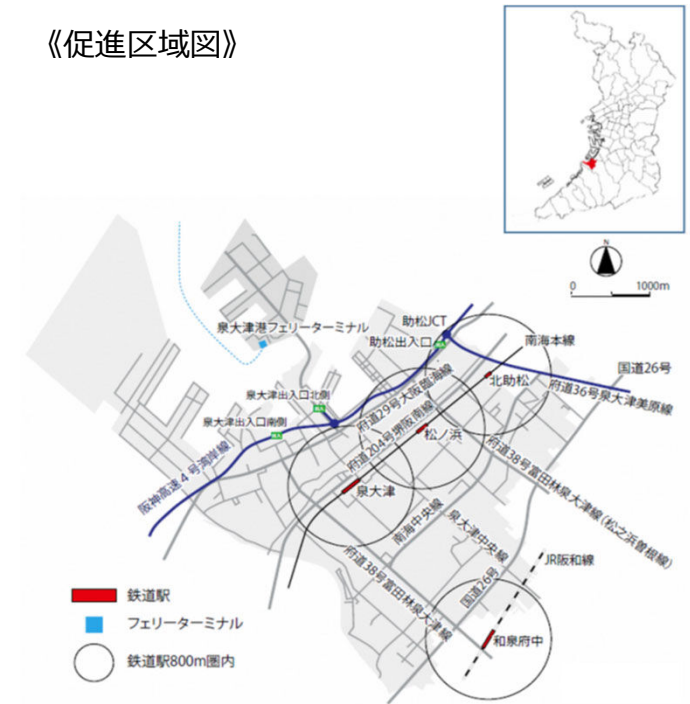 《促進区域図》
N
0 1000m
助松JCT
泉大津港フェリーターミナル
助松出入口
南海本線
国道26号
北助松
府道36号泉大津美原線
泉大津出入口北側
府道29号大阪臨海線
泉大津出入口南側
府道204号堺阪南線
松ノ浜
阪神高速4号湾岸線
府道38号富田林泉大津線(松之浜曽根線)
泉大津
南海中央線
泉大津中央線
JR阪和線
府道38号富田林泉大津線
国道26号
和泉府中
鉄道駅
フェリーターミナル
鉄道駅800m圏内